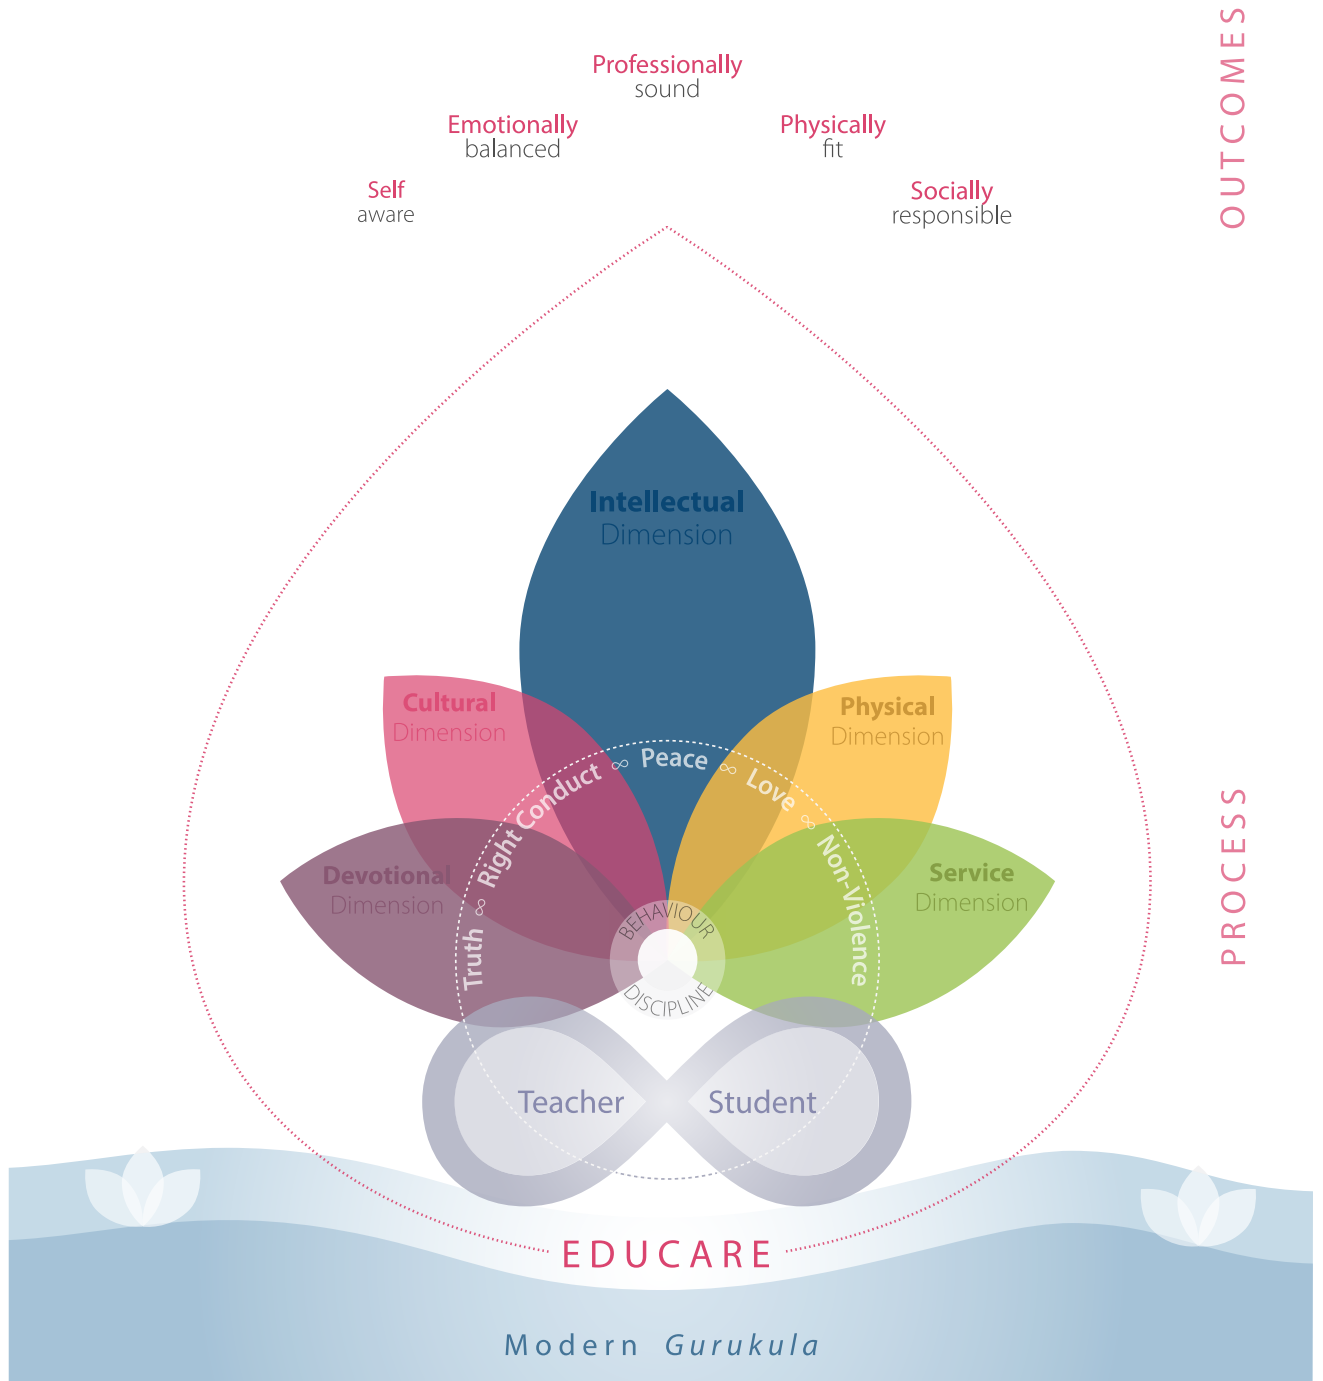 OUTCOMES
Professionally
sound
Emotionally
balanced
Physically
fit
Self
aware
Socially
responsible
Intellectual
Dimension
Cultural
Dimension
Physical
Dimension
Devotional
Dimension
Service
Dimension
Truth ∞ Right Conduct ∞ Peace ∞ Love ∞ Non-Violence
PROCESS
BEHAVIOUR
DISCIPLINE
Teacher
Student
EDUCARE
Modern Gurukula